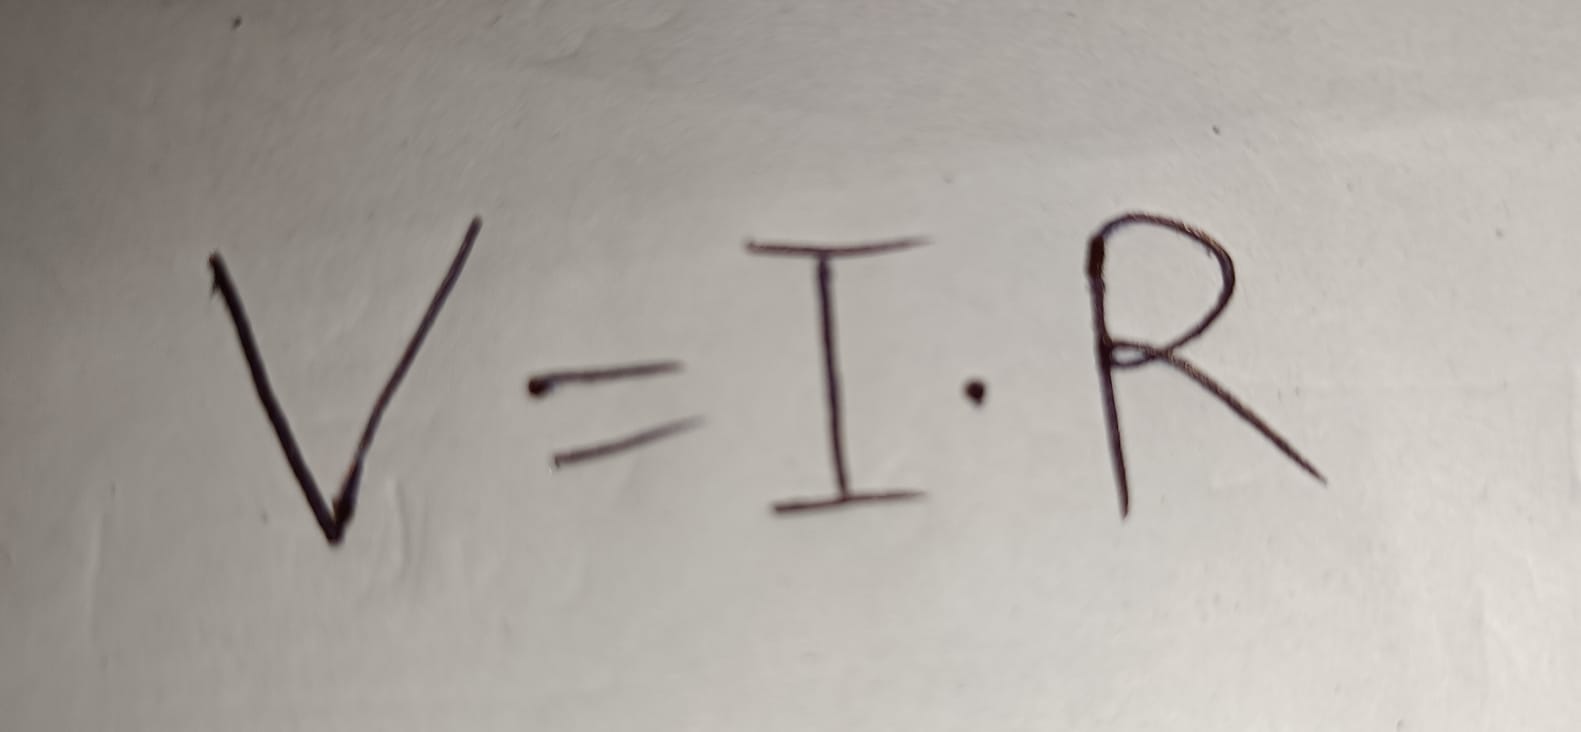 V = I · R